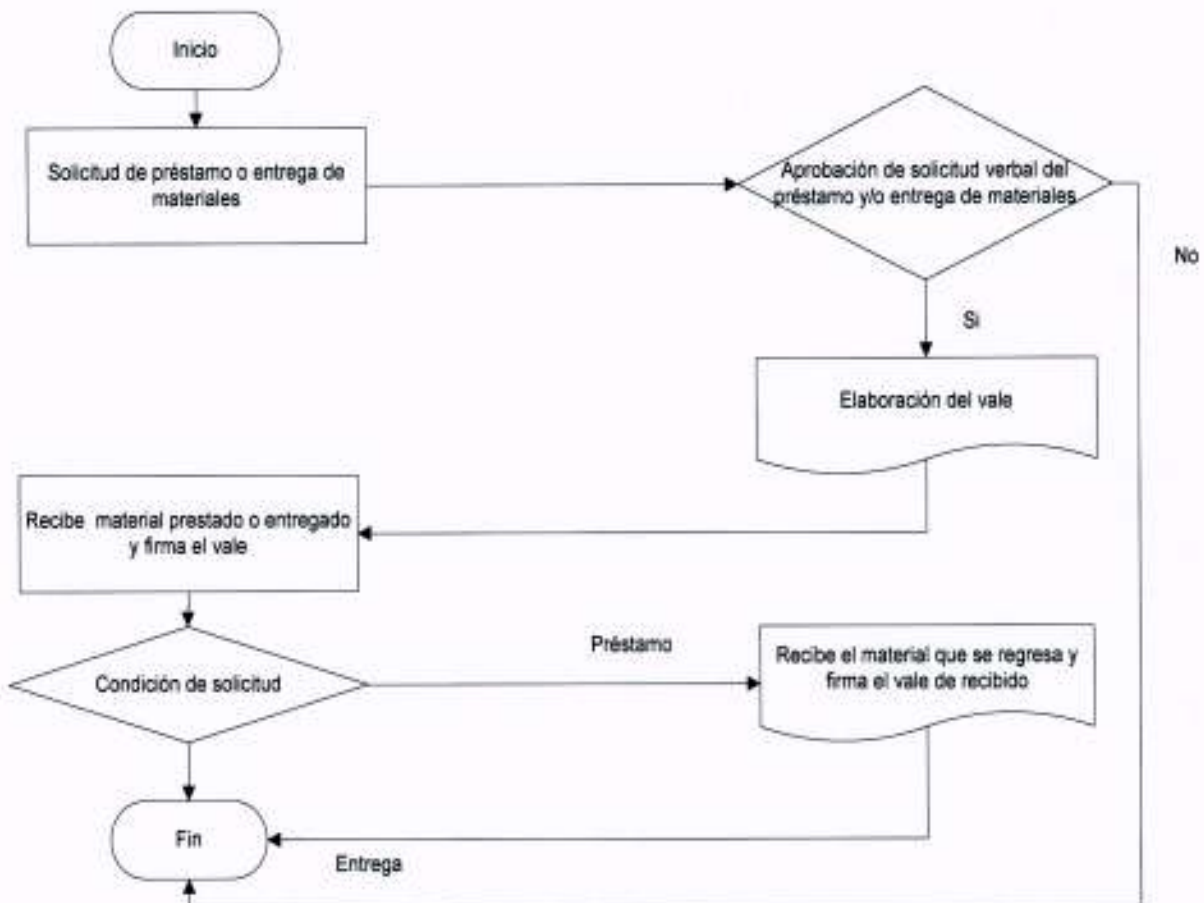 Inicio
Solicitud de préstamo o entrega de
materiales
Aprobación de solicitud verbal del
préstamo y/o entrega de materiales
No
Si
Elaboración del vale
Recibe material prestado o entregado
y firma el vale
Préstamo
Condición de solicitud
Recibe el material que se regresa y
firma el vale de recibido
Fin
Entrega